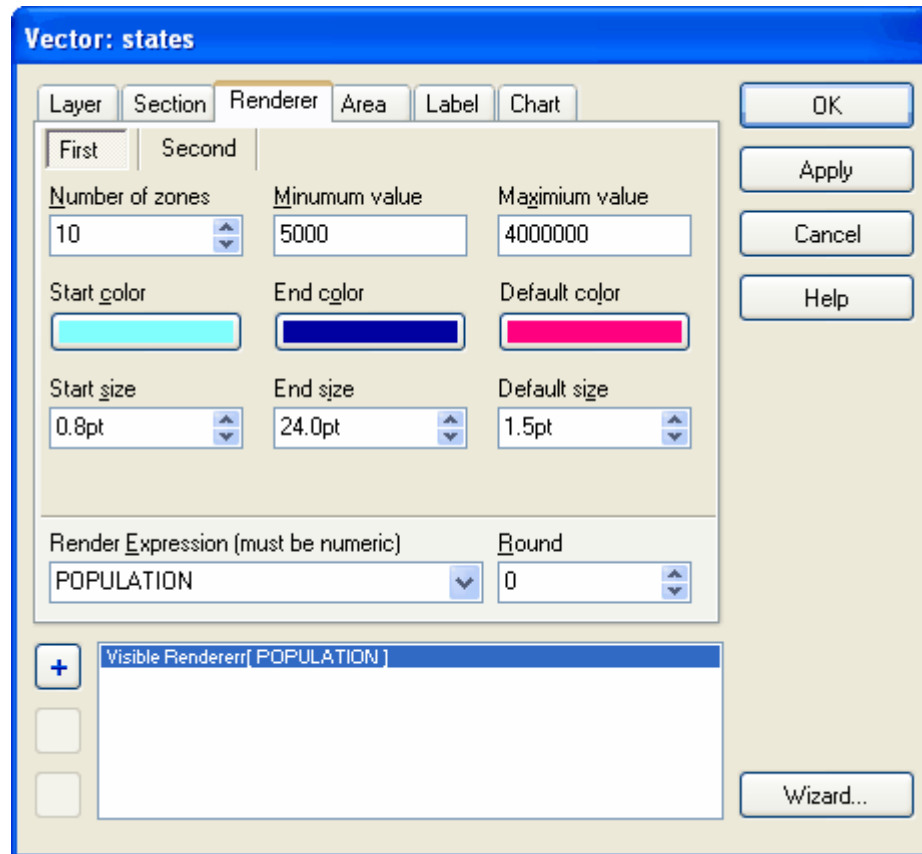 Vector: states
Layer Section Renderer Area Label Chart
First Second
Number of zones Minumum value Maximium value
10 5000 4000000
Start color End color Default color
Start size End size Default size
0.8pt 24.0pt 1.5pt
Render Expression (must be numeric) Round
POPULATION 0
+ Visible Rendererr[ POPULATION ]
OK
Apply
Cancel
Help
Wizard...